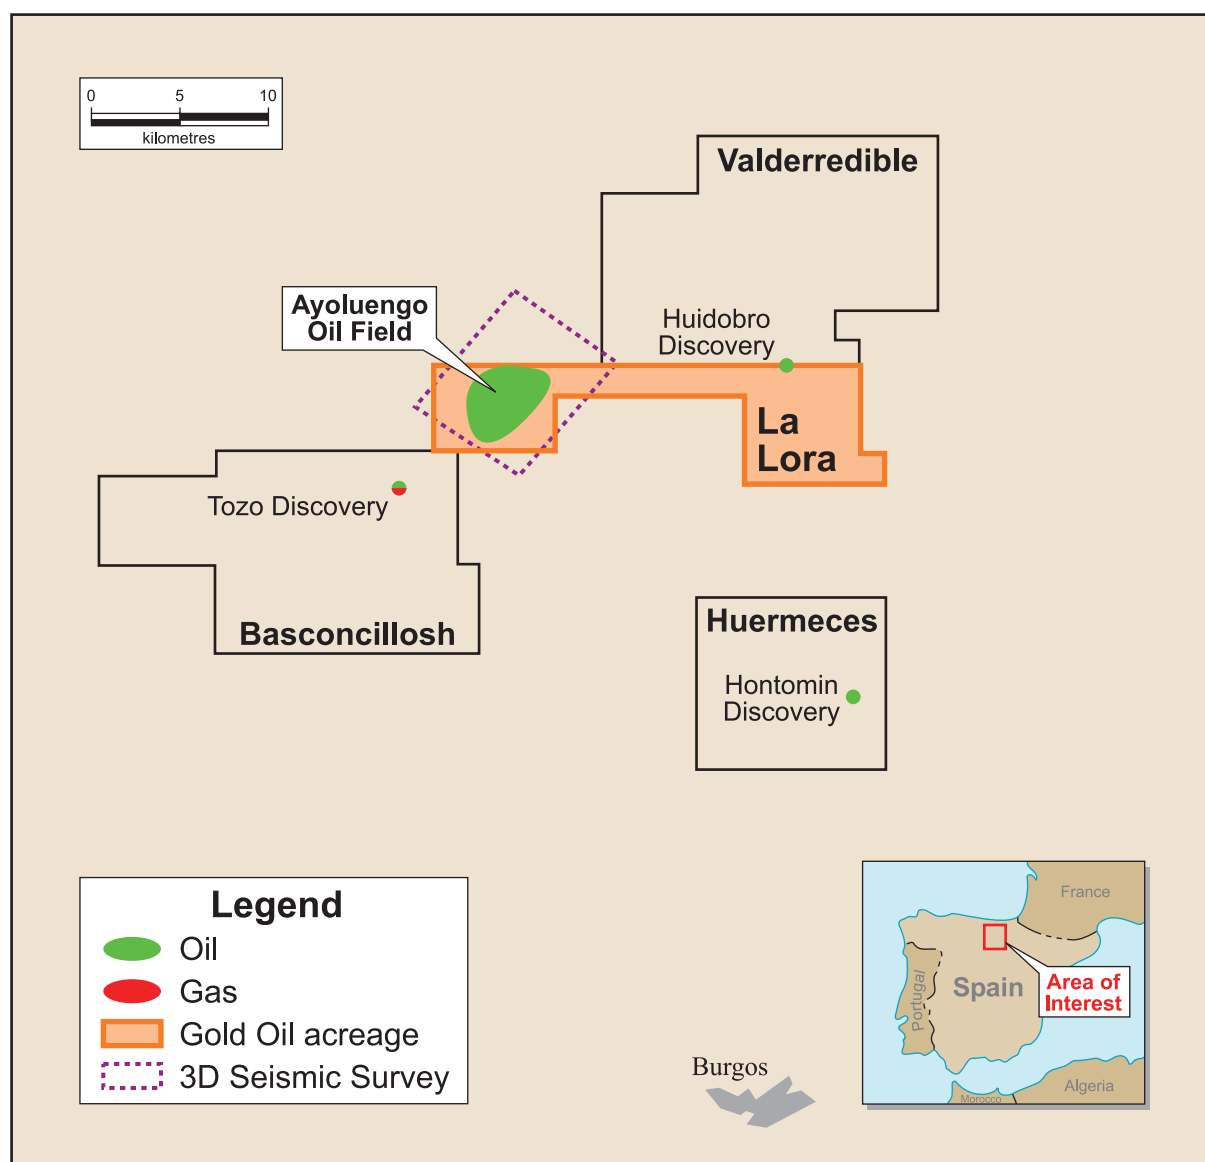 0 5 10
kilometres
Valderredible
Ayoluengo
Oil Field
Huidobro
Discovery
La
Lora
Tozo Discovery
Basconcillosh
Huermeces
Hontomin
Discovery
Legend
Oil
Gas
Gold Oil acreage
3D Seismic Survey
Burgos
France
Portugal
Spain
Area of
Interest
Morocco
Algeria